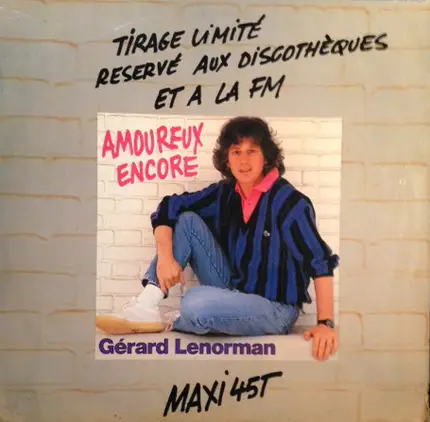 TIRAGE LIMITÉ
RESERVÉ AUX DISCOTHÈQUES
ET A LA FM
AMOUREUX
ENCORE
Gérard Lenorman
MAXI 45T